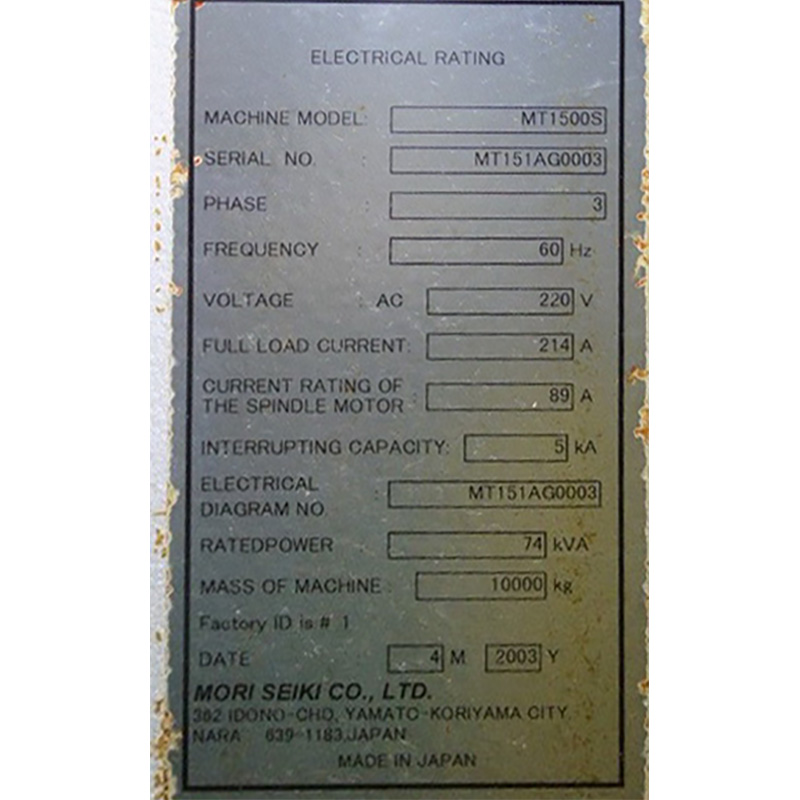 ELECTRICAL RATING
MACHINE MODEL: MT1500S
SERIAL NO. : MT151AG0003
PHASE : 3
FREQUENCY : 60 Hz
VOLTAGE : AC 220 V
FULL LOAD CURRENT: 214 A
CURRENT RATING OF
THE SPINDLE MOTOR : 89 A
INTERRUPTING CAPACITY: 5 kA
ELECTRICAL
DIAGRAM NO. : MT151AG0003
RATEDPOWER : 74 kVA
MASS OF MACHINE : 10000 kg
Factory ID is # 1
DATE : 4 M 2003 Y
MORI SEIKI CO., LTD.
362 IDONO-CHO, YAMATO-KORIYAMA CITY.
NARA 639-1183,JAPAN
MADE IN JAPAN